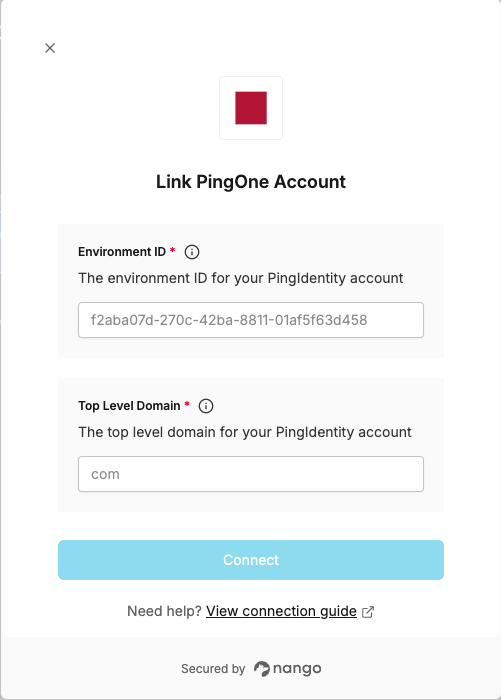 Link PingOne Account
Environment ID *
The environment ID for your PingIdentity account
f2aba07d-270c-42ba-8811-01af5f63d458
Top Level Domain *
The top level domain for your PingIdentity account
com
Connect
Need help? View connection guide
Secured by nango